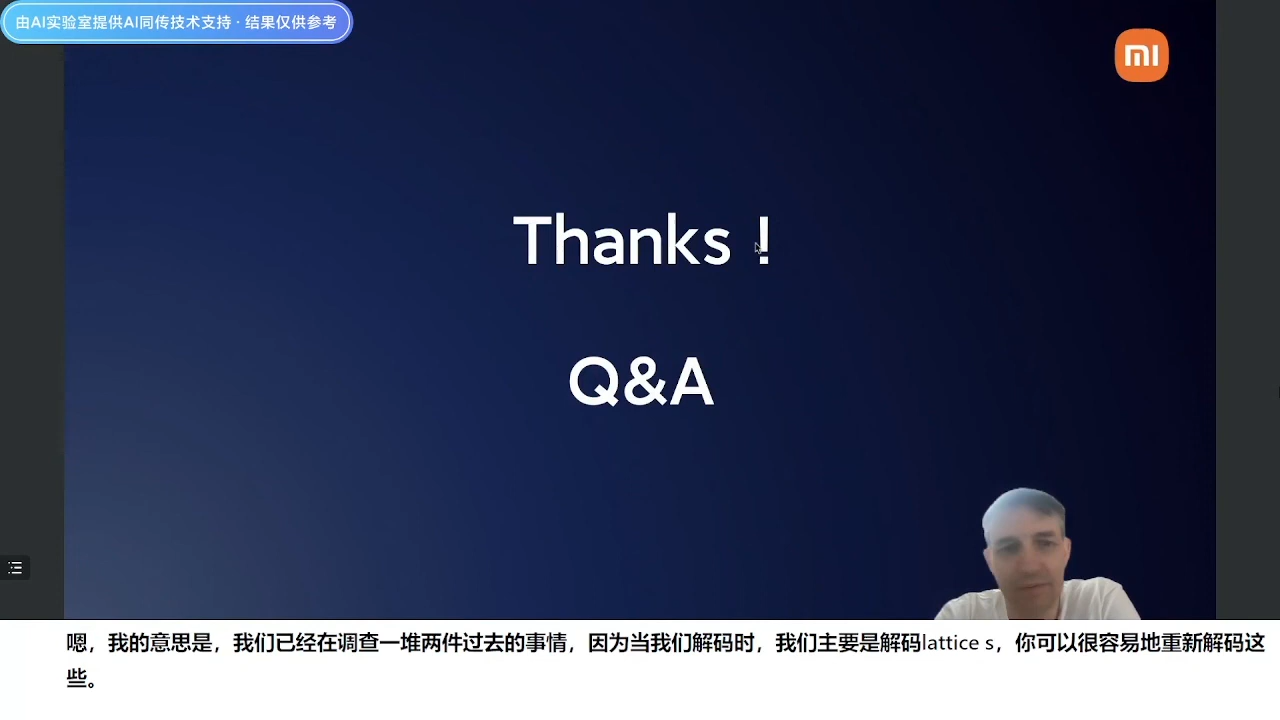 由AI实验室提供AI同传技术支持 · 结果仅供参考
mi
Thanks !
Q&A
嗯，我的意思是，我们已经在调查一堆两件过去的事情，因为当我们解码时，我们主要是解码lattice s，你可以很容易地重新解码这
些。